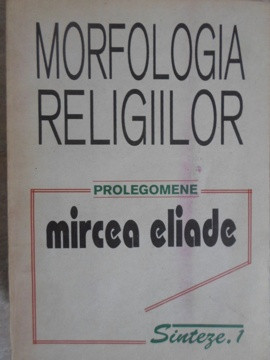 MORFOLOGIA
RELIGIILOR
PROLEGOMENE
mircea eliade
Sinteze.1